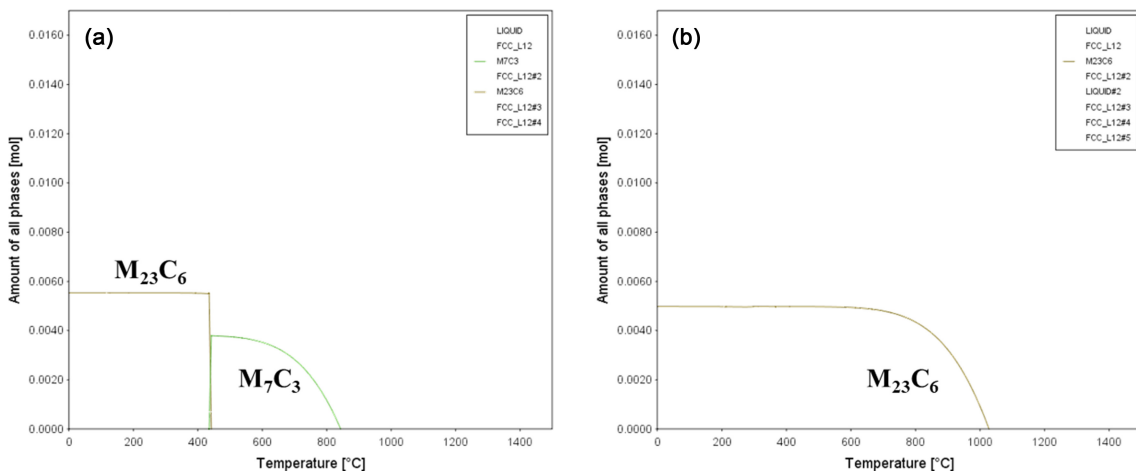 (a)
LIQUID
FCC_L12
M7C3
FCC_L12#2
M23C6
FCC_L12#3
FCC_L12#4
0.0160
0.0140
0.0120
0.0100
0.0080
0.0060
0.0040
0.0020
0.0000
Amount of all phases [mol]
M₂₃C₆
M₇C₃
0 200 400 600 800 1000 1200 1400
Temperature [°C]
(b)
LIQUID
FCC_L12
M23C6
FCC_L12#2
LIQUID#2
FCC_L12#3
FCC_L12#4
FCC_L12#5
0.0160
0.0140
0.0120
0.0100
0.0080
0.0060
0.0040
0.0020
0.0000
Amount of all phases [mol]
M₂₃C₆
0 200 400 600 800 1000 1200 1400
Temperature [°C]